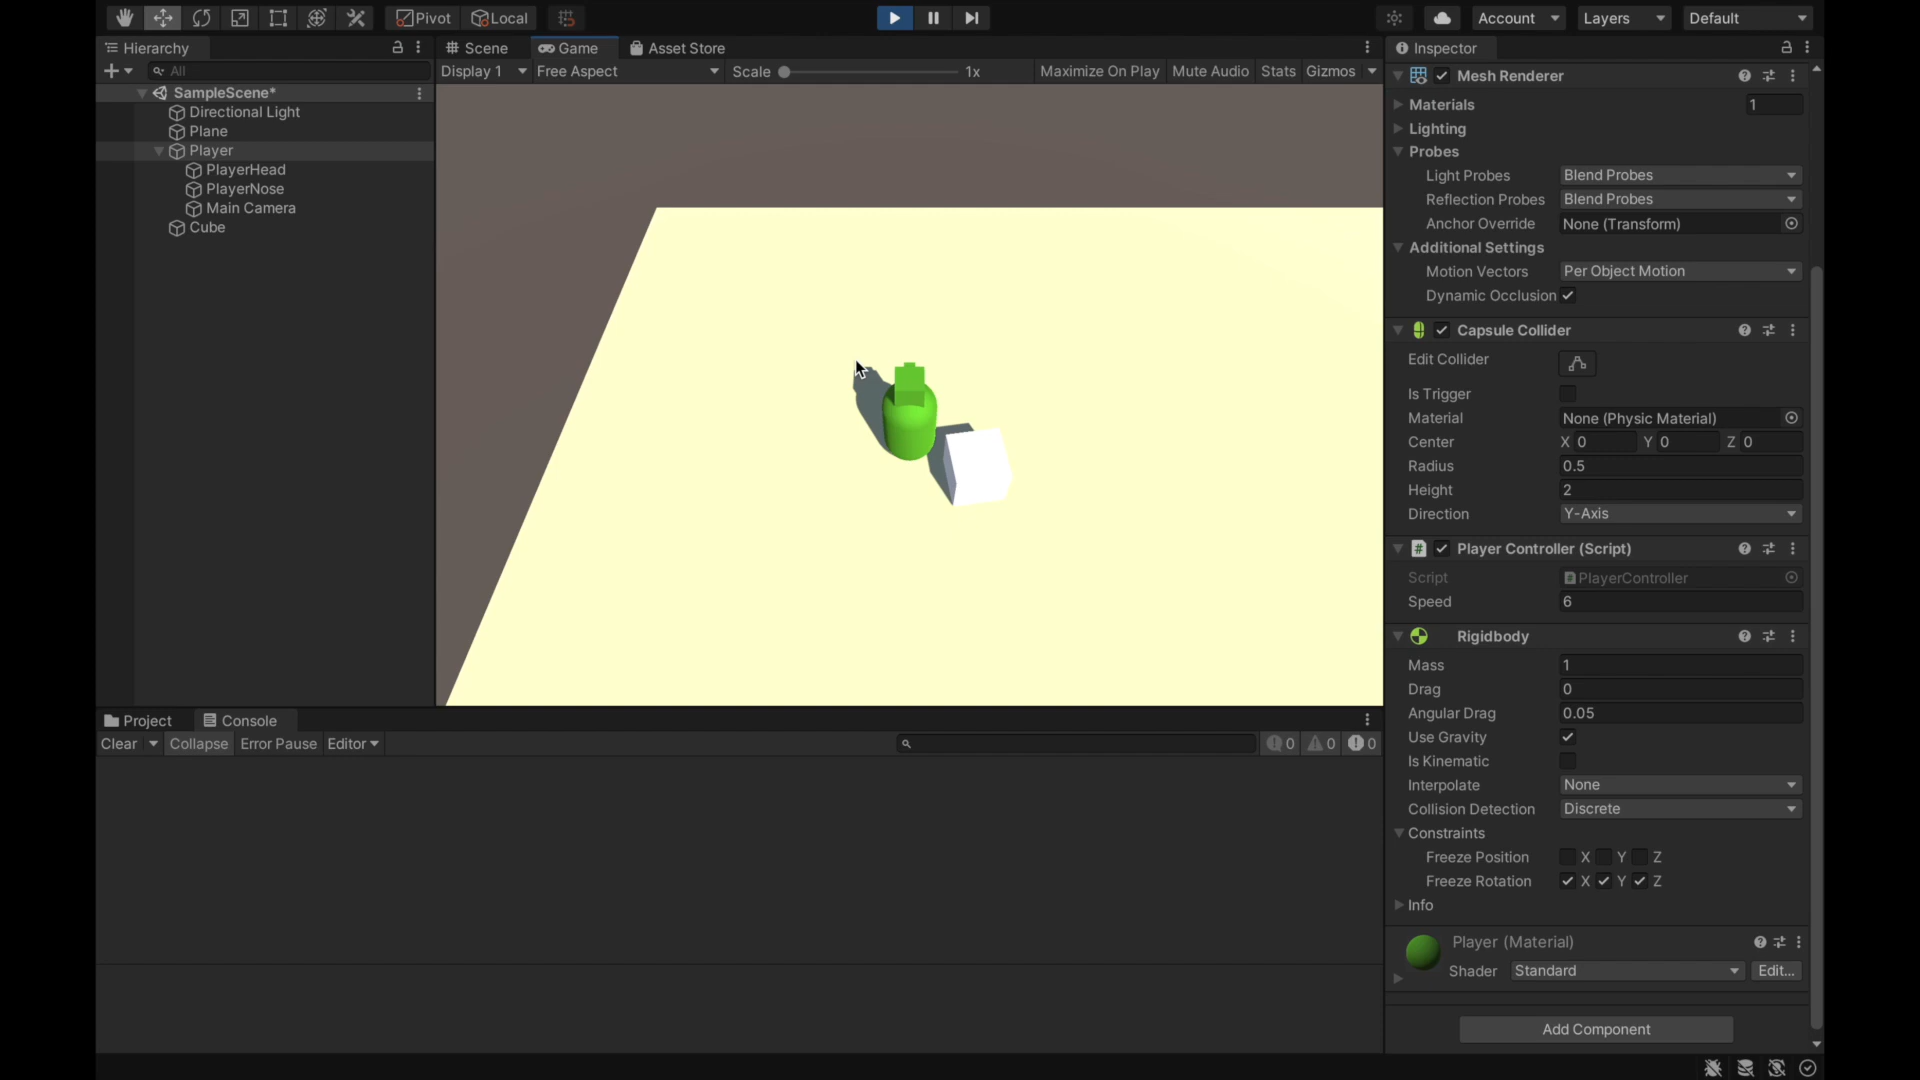 Pivot Local Account Layers Default
Hierarchy
All
SampleScene*
Directional Light
Plane
Player
PlayerHead
PlayerNose
Main Camera
Cube
Scene Game Asset Store
Display 1 Free Aspect Scale 1x Maximize On Play Mute Audio Stats Gizmos
Project Console
Clear Collapse Error Pause Editor 0 0 0
Inspector
Mesh Renderer
Materials 1
Lighting
Probes
Light Probes Blend Probes
Reflection Probes Blend Probes
Anchor Override None (Transform)
Additional Settings
Motion Vectors Per Object Motion
Dynamic Occlusion
Capsule Collider
Edit Collider
Is Trigger
Material None (Physic Material)
Center X 0 Y 0 Z 0
Radius 0.5
Height 2
Direction Y-Axis
# Player Controller (Script)
Script PlayerController
Speed 6
Rigidbody
Mass 1
Drag 0
Angular Drag 0.05
Use Gravity
Is Kinematic
Interpolate None
Collision Detection Discrete
Constraints
Freeze Position X Y Z
Freeze Rotation X Y Z
Info
Player (Material)
Shader Standard Edit...
Add Component